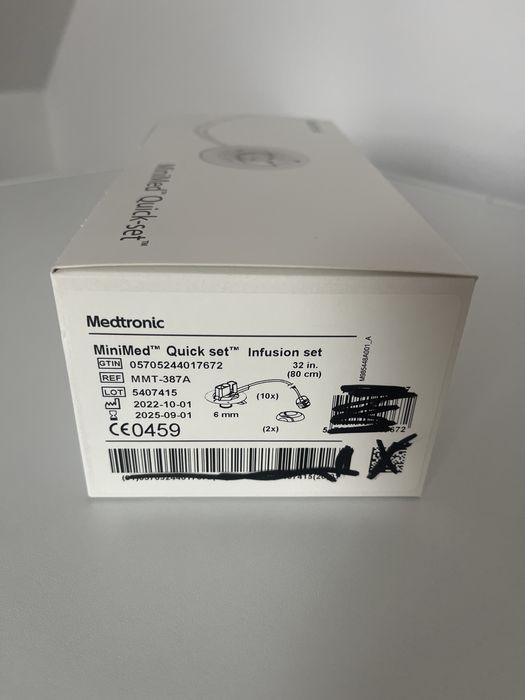 MiniMed™ Quick-set™
Medtronic
MiniMed™ Quick set™ Infusion set
GTIN 05705244017672
REF MMT-387A
LOT 5407415
2022-10-01
2025-09-01
CE0459
32 in.
(80 cm)
(10x)
6 mm
(2x)
M985448A001_A